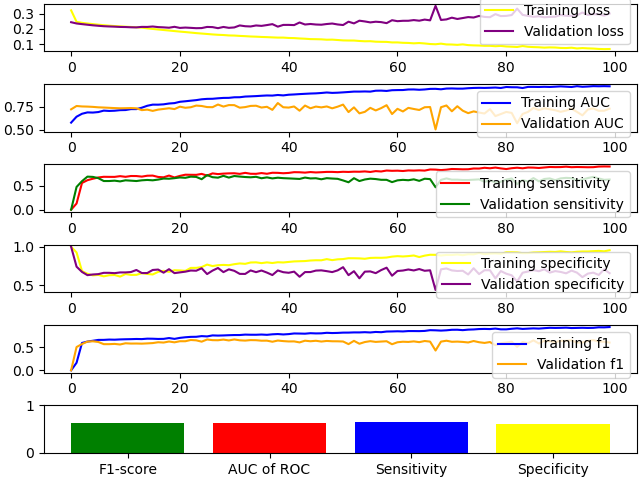 0.3
0.2
0.1
Training loss
Validation loss
0 20 40 60 80 100
0.75
0.50
Training AUC
Validation AUC
0 20 40 60 80 100
0.5
0.0
Training sensitivity
Validation sensitivity
0 20 40 60 80 100
1.0
0.5
Training specificity
Validation specificity
0 20 40 60 80 100
0.5
0.0
Training f1
Validation f1
0 20 40 60 80 100
1
0
F1-score AUC of ROC Sensitivity Specificity